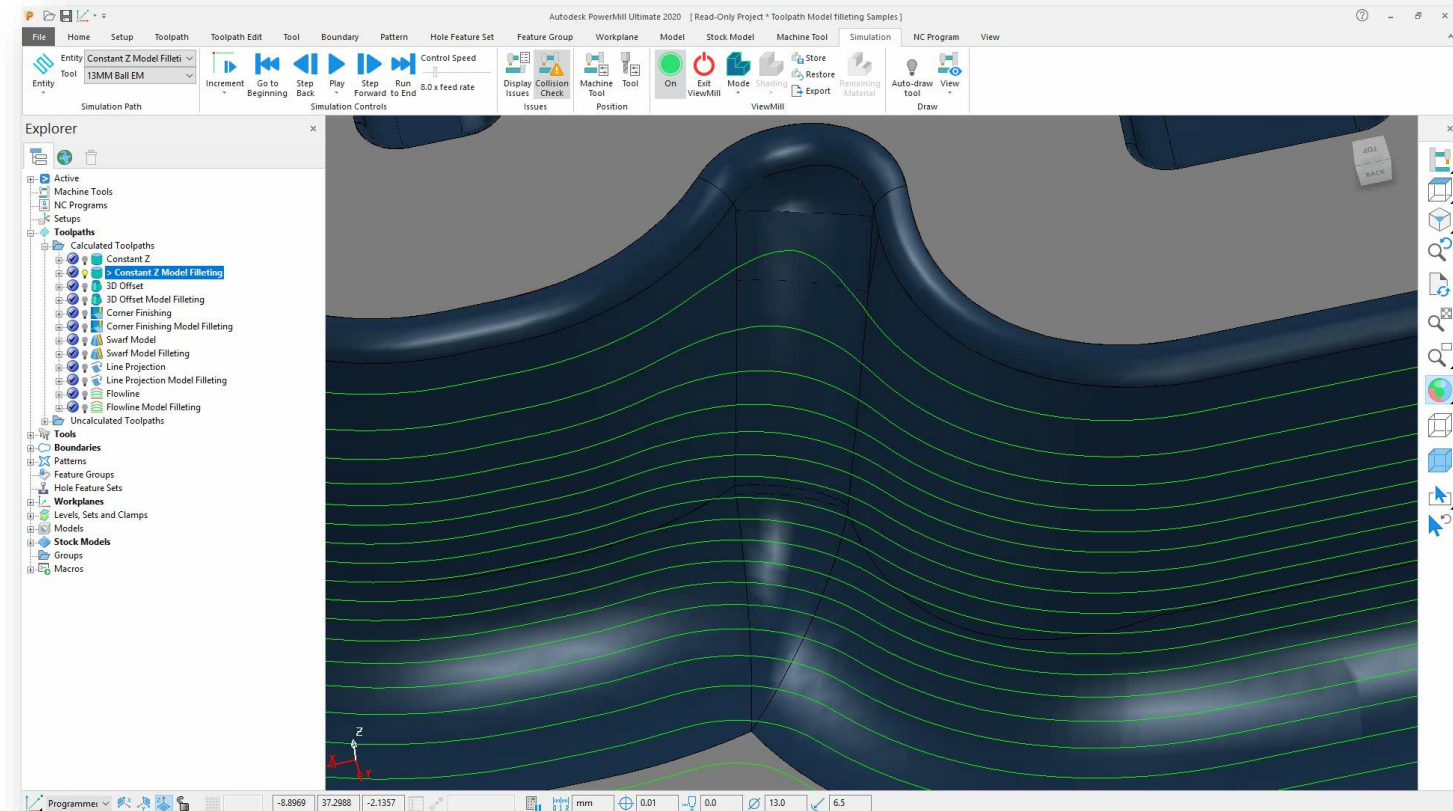 Autodesk PowerMill Ultimate 2020 [Read-Only Project * Toolpath Model filleting Samples]
File Home Setup Toolpath Toolpath Edit Tool Boundary Pattern Hole Feature Set Feature Group Workplane Model Stock Model Machine Tool Simulation NC Program View
Entity Constant Z Model Filleti
Tool 13MM Ball EM
Entity
Simulation Path
Increment Go to Beginning Step Back Play Step Forward Run to End
Control Speed
8.0 x feed rate
Simulation Controls
Display Issues Collision Check
Issues
Machine Tool Tool
Position
On Exit ViewMill Mode Shading
Store
Restore
Export
Remaining Material
ViewMill
Auto-draw tool View
Draw
Explorer
Active
Machine Tools
NC Programs
Setups
Toolpaths
Calculated Toolpaths
Constant Z
> Constant Z Model Filleting
3D Offset
3D Offset Model Filleting
Corner Finishing
Corner Finishing Model Filleting
Swarf Model
Swarf Model Filleting
Line Projection
Line Projection Model Filleting
Flowline
Flowline Model Filleting
Uncalculated Toolpaths
Tools
Boundaries
Patterns
Feature Groups
Hole Feature Sets
Workplanes
Levels, Sets and Clamps
Models
Stock Models
Groups
Macros
TOP
BACK
Z
X
Y
Programmer -8.8969 37.2988 -2.1357 mm 0.01 0.0 13.0 6.5